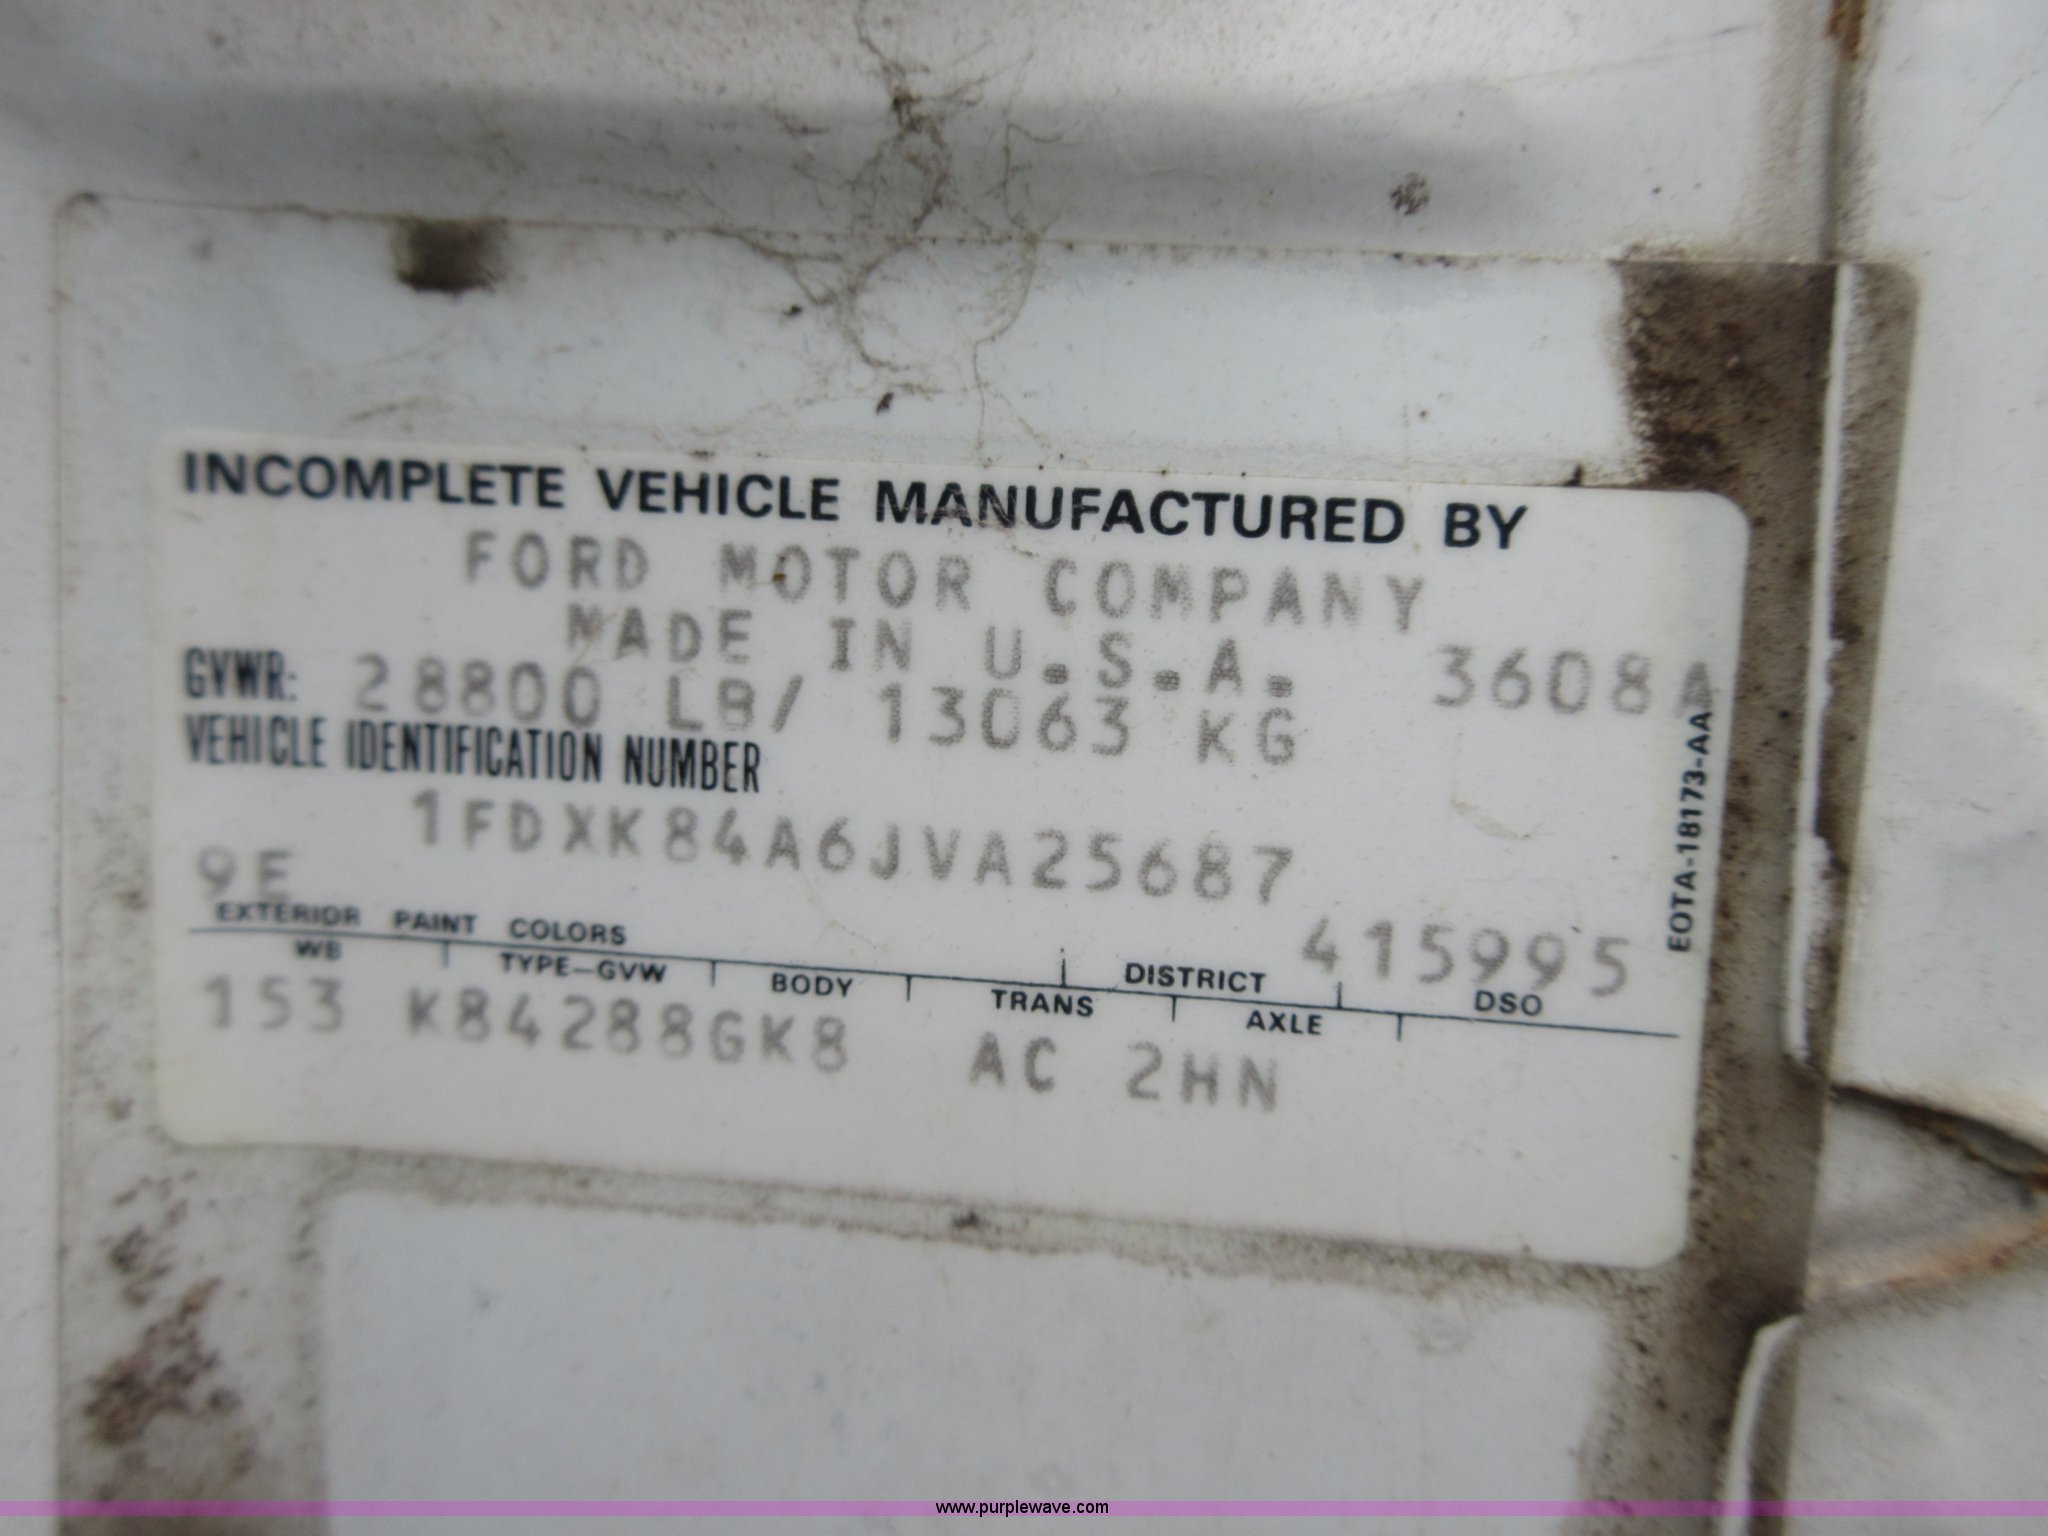 INCOMPLETE VEHICLE MANUFACTURED BY
FORD MOTOR COMPANY
MADE IN U.S.A.
3608A
GVWR: 28800 LB/ 13063 KG
VEHICLE IDENTIFICATION NUMBER
1FDXK84A6JVA25687
EOTA-18173-AA
9E
415995
EXTERIOR PAINT COLORS DISTRICT DSO
WB TYPE-GVW BODY TRANS AXLE
153 K84288GK8 AC 2HN
www.purplewave.com